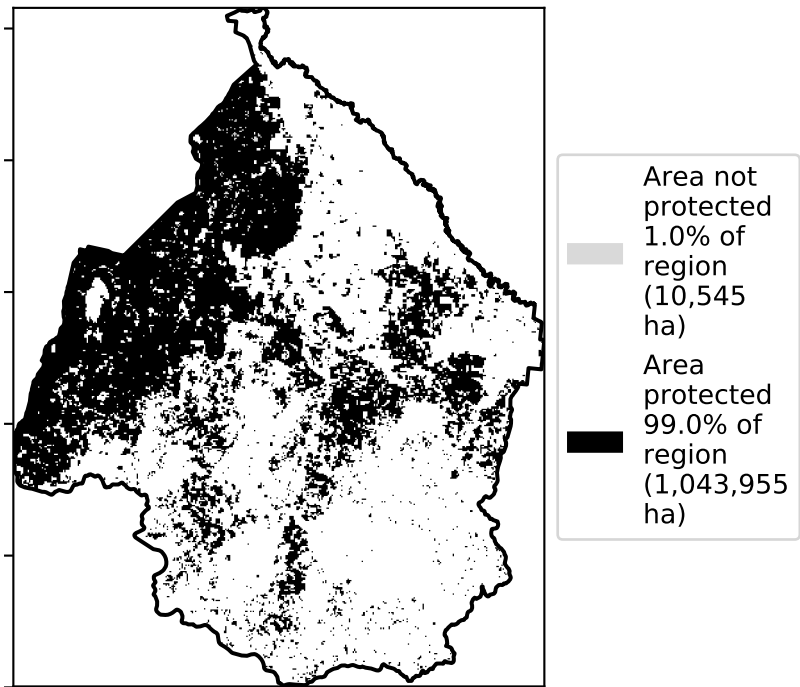 Area not
protected
1.0% of
region
(10,545
ha)
Area
protected
99.0% of
region
(1,043,955
ha)